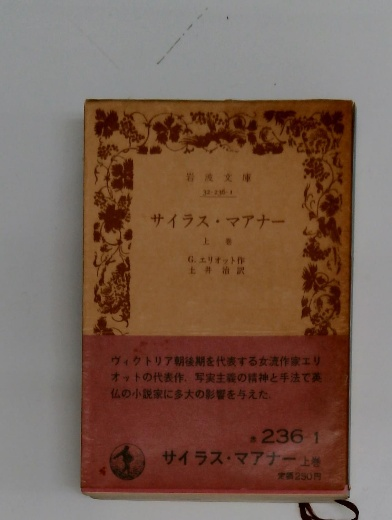 岩波文庫
32-236-1
サイラス・マアナー
上巻
G.エリオット作
土井治訳
ヴィクトリア朝後期を代表する女流作家エリ
オットの代表作．写実主義の精神と手法で英
仏の小説家に多大の影響を与えた．
赤 236-1
サイラス・マアナー 上巻
定価250円